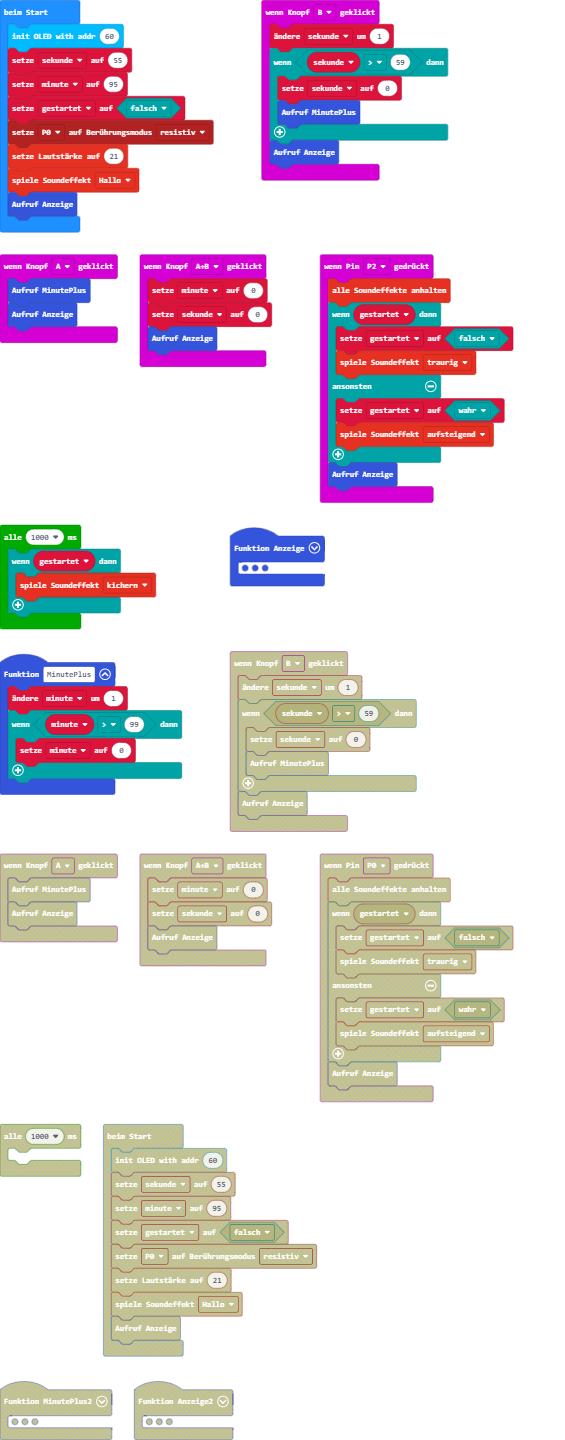 beim Start
init OLED with addr 60
setze sekunde auf 55
setze minute auf 95
setze gestartet auf falsch
setze P0 auf Berührungsmodus resistiv
setze Lautstärke auf 21
spiele Soundeffekt Hallo
Aufruf Anzeige
wenn Knopf B geklickt
ändere sekunde um 1
wenn sekunde > 59 dann
setze sekunde auf 0
Aufruf MinutePlus
Aufruf Anzeige
wenn Knopf A geklickt
Aufruf MinutePlus
Aufruf Anzeige
wenn Knopf A+B geklickt
setze minute auf 0
setze sekunde auf 0
Aufruf Anzeige
wenn Pin P2 gedrückt
alle Soundeffekte anhalten
wenn gestartet dann
setze gestartet auf falsch
spiele Soundeffekt traurig
ansonsten
setze gestartet auf wahr
spiele Soundeffekt aufsteigend
Aufruf Anzeige
alle 1000 ms
wenn gestartet dann
spiele Soundeffekt kichern
Funktion Anzeige
Funktion MinutePlus
ändere minute um 1
wenn minute > 99 dann
setze minute auf 0
wenn Knopf B geklickt
ändere sekunde um 1
wenn sekunde > 59 dann
setze sekunde auf 0
Aufruf MinutePlus
Aufruf Anzeige
wenn Knopf A geklickt
Aufruf MinutePlus
Aufruf Anzeige
wenn Knopf A+B geklickt
setze minute auf 0
setze sekunde auf 0
Aufruf Anzeige
wenn Pin P0 gedrückt
alle Soundeffekte anhalten
wenn gestartet dann
setze gestartet auf falsch
spiele Soundeffekt traurig
ansonsten
setze gestartet auf wahr
spiele Soundeffekt aufsteigend
Aufruf Anzeige
alle 1000 ms
beim Start
init OLED with addr 60
setze sekunde auf 55
setze minute auf 95
setze gestartet auf falsch
setze P0 auf Berührungsmodus resistiv
setze Lautstärke auf 21
spiele Soundeffekt Hallo
Aufruf Anzeige
Funktion MinutePlus2
Funktion Anzeige2